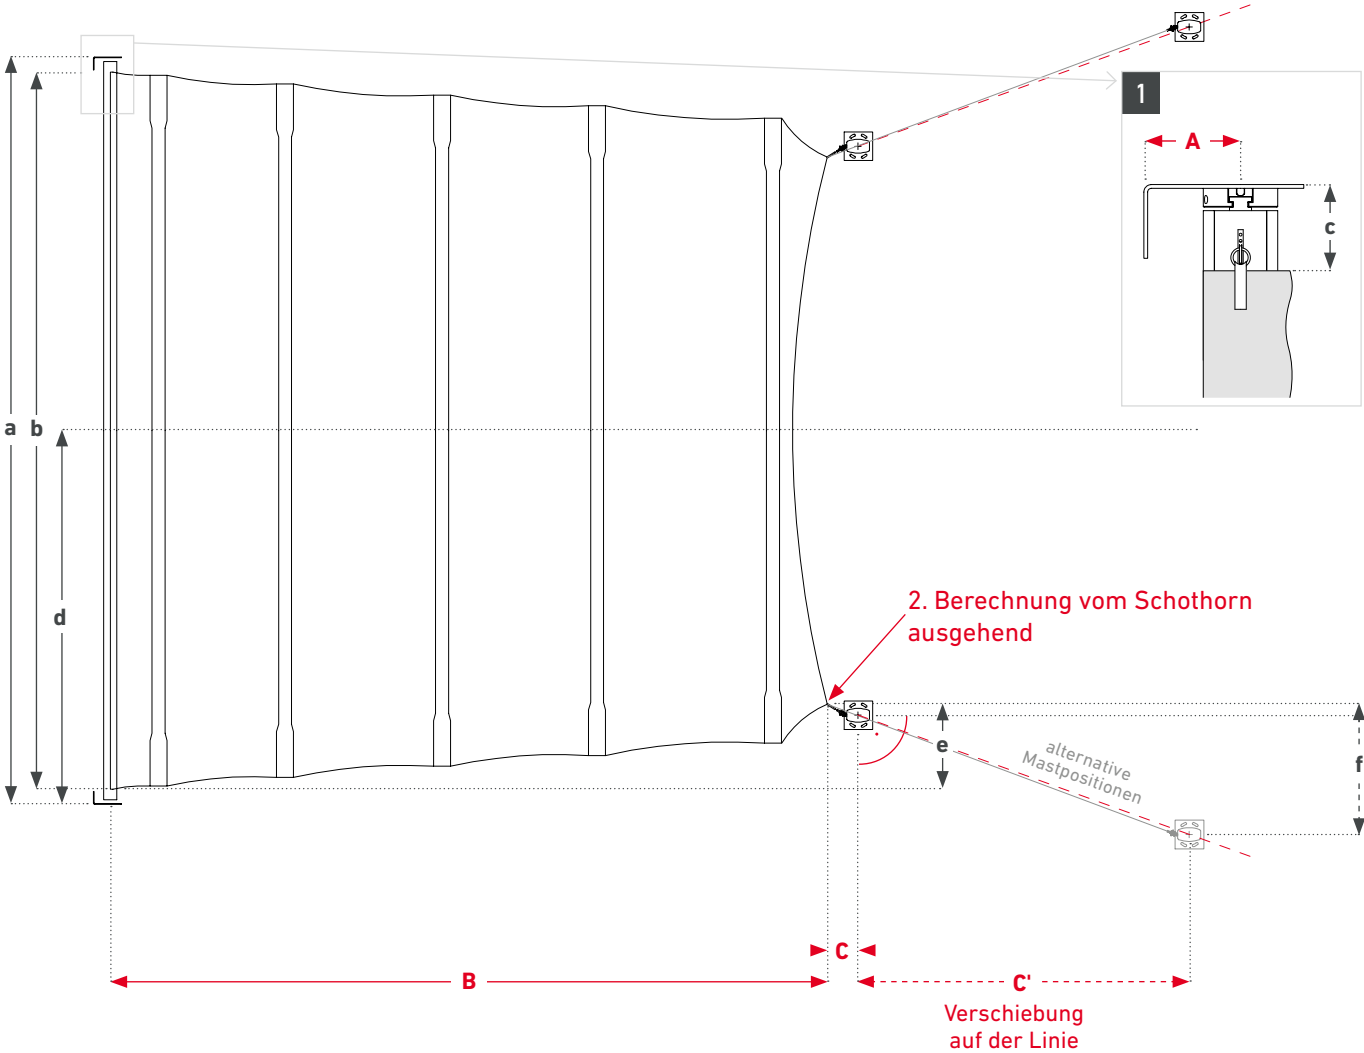 1
A
c
a
b
d
2. Berechnung vom Schothorn
ausgehend
e
alternative
Mastpositionen
f
C
B
C'
Verschiebung
auf der Linie